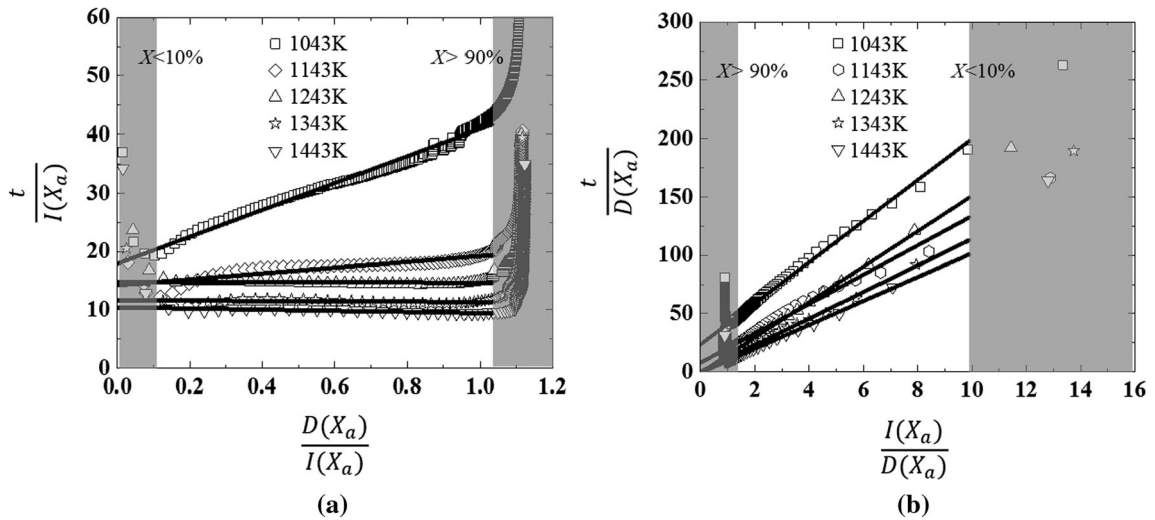 60
50
40
30
20
10
0
t
I(Xₐ)
X<10%
X> 90%
1043K
1143K
1243K
1343K
1443K
0.0 0.2 0.4 0.6 0.8 1.0 1.2
D(Xₐ)
I(Xₐ)
(a)
300
250
200
150
100
50
0
t
D(Xₐ)
X> 90%
X<10%
1043K
1143K
1243K
1343K
1443K
0 2 4 6 8 10 12 14 16
I(Xₐ)
D(Xₐ)
(b)